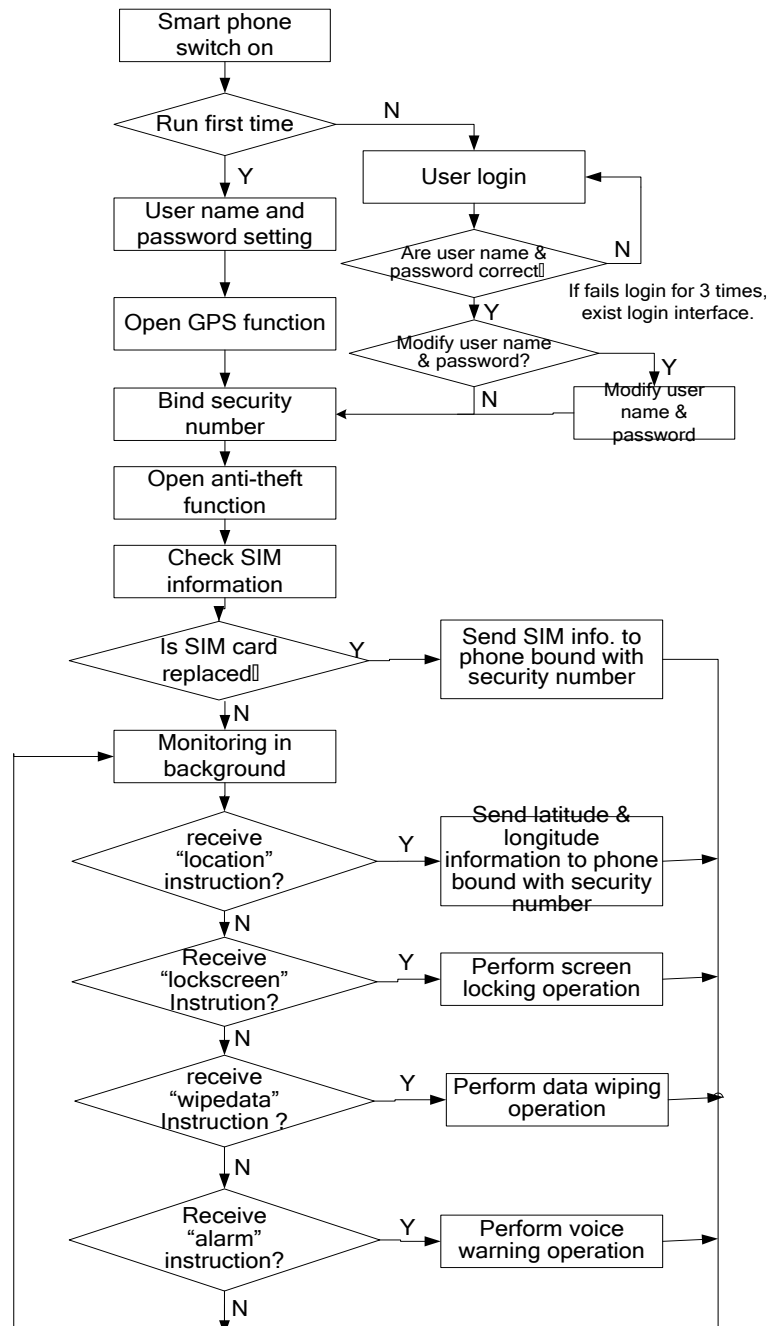 Smart phone
switch on
Run first time
N
Y
User login
User name and
password setting
Are user name &
password correct
N
If fails login for 3 times,
exist login interface.
Y
Open GPS function
Modify user name
& password?
Y
N
Modify user
name &
password
Bind security
number
Open anti-theft
function
Check SIM
information
Is SIM card
replaced
Y
Send SIM info. to
phone bound with
security number
N
Monitoring in
background
receive
“location”
instruction?
Y
Send latitude &
longitude
information to phone
bound with security
number
N
Receive
“lockscreen”
Instrution?
Y
Perform screen
locking operation
N
receive
“wipedata”
Instruction ?
Y
Perform data wiping
operation
N
Receive
“alarm”
instruction?
Y
Perform voice
warning operation
N